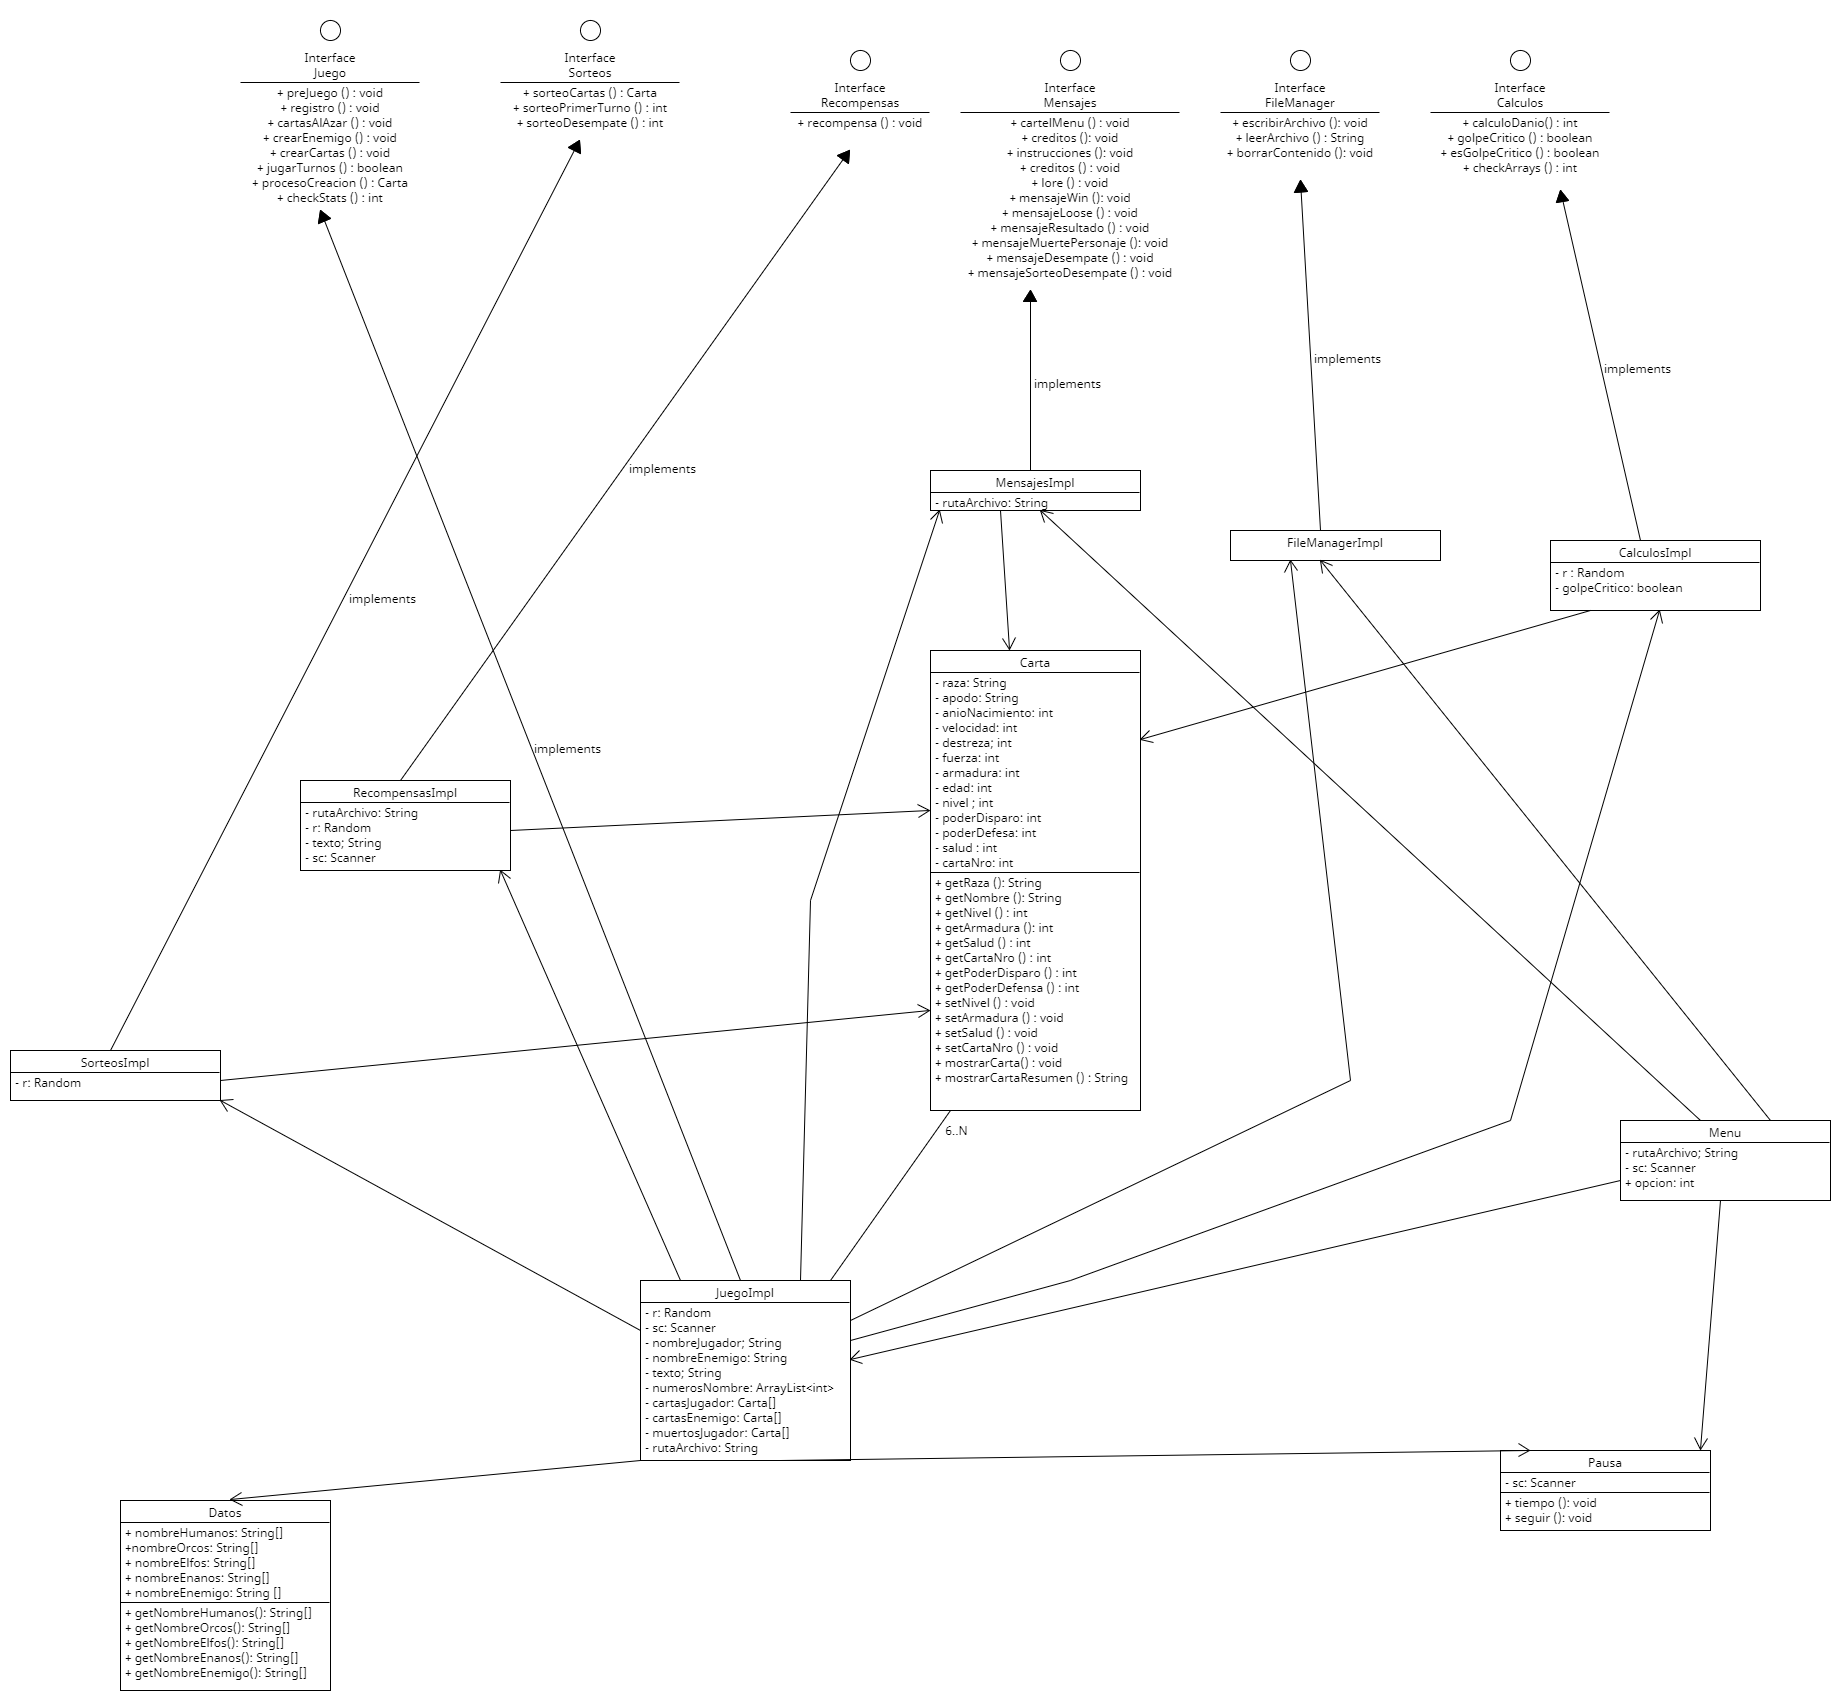 Interface
Juego
+ preJuego () : void
+ registro () : void
+ cartasAlAzar () : void
+ crearEnemigo () : void
+ crearCartas () : void
+ jugarTurnos () : boolean
+ procesoCreacion () : Carta
+ checkStats () : int
Interface
Sorteos
+ sorteoCartas () : Carta
+ sorteoPrimerTurno () : int
+ sorteoDesempate () : int
Interface
Recompensas
+ recompensa () : void
Interface
Mensajes
+ cartelMenu () : void
+ creditos (): void
+ instrucciones (): void
+ creditos () : void
+ lore () : void
+ mensajeWin (): void
+ mensajeLoose () : void
+ mensajeResultado () : void
+ mensajeMuertePersonaje (): void
+ mensajeDesempate () : void
+ mensajeSorteoDesempate () : void
Interface
FileManager
+ escribirArchivo (): void
+ leerArchivo () : String
+ borrarContenido (): void
Interface
Calculos
+ calculoDanio() : int
+ golpeCritico () : boolean
+ esGolpeCritico () : boolean
+ checkArrays () : int
implements
implements
implements
implements
implements
implements
MensajesImpl
- rutaArchivo: String
FileManagerImpl
CalculosImpl
- r : Random
- golpeCritico: boolean
Carta
- raza: String
- apodo: String
- anioNacimiento: int
- velocidad: int
- destreza; int
- fuerza: int
- armadura: int
- edad: int
- nivel ; int
- poderDisparo: int
- poderDefesa: int
- salud : int
- cartaNro: int
+ getRaza (): String
+ getNombre (): String
+ getNivel () : int
+ getArmadura (): int
+ getSalud () : int
+ getCartaNro () : int
+ getPoderDisparo () : int
+ getPoderDefensa () : int
+ setNivel () : void
+ setArmadura () : void
+ setSalud () : void
+ setCartaNro () : void
+ mostrarCarta() : void
+ mostrarCartaResumen () : String
6..N
RecompensasImpl
- rutaArchivo: String
- r: Random
- texto; String
- sc: Scanner
SorteosImpl
- r: Random
Menu
- rutaArchivo; String
- sc: Scanner
+ opcion: int
JuegoImpl
- r: Random
- sc: Scanner
- nombreJugador; String
- nombreEnemigo: String
- texto; String
- numerosNombre: ArrayList<int>
- cartasJugador: Carta[]
- cartasEnemigo: Carta[]
- muertosJugador: Carta[]
- rutaArchivo: String
Pausa
- sc: Scanner
+ tiempo (): void
+ seguir (): void
Datos
+ nombreHumanos: String[]
+nombreOrcos: String[]
+ nombreElfos: String[]
+ nombreEnanos: String[]
+ nombreEnemigo: String []
+ getNombreHumanos(): String[]
+ getNombreOrcos(): String[]
+ getNombreElfos(): String[]
+ getNombreEnanos(): String[]
+ getNombreEnemigo(): String[]